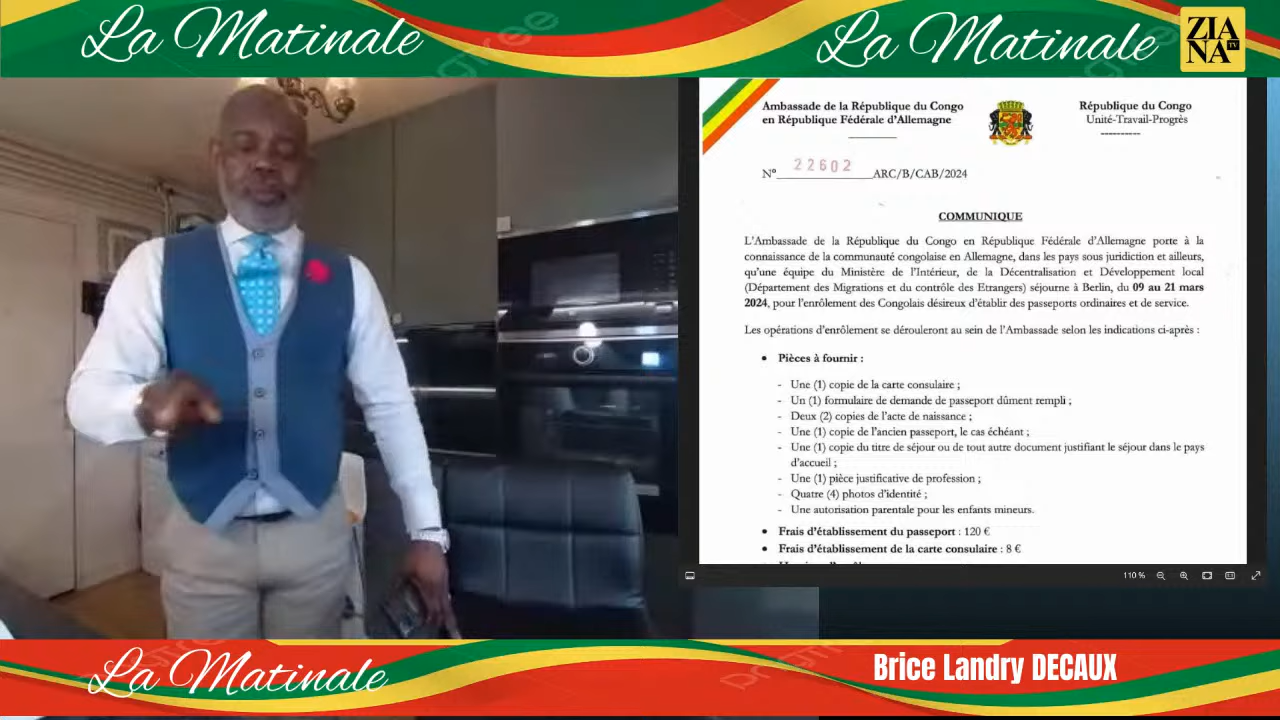 La Matinale
La Matinale
ZIA
NA TV
Ambassade de la République du Congo
en République Fédérale d'Allemagne
République du Congo
Unité-Travail-Progrès
N° 22602 ARC/B/CAB/2024
COMMUNIQUE
L'Ambassade de la République du Congo en République Fédérale d'Allemagne porte à la
connaissance de la communauté congolaise en Allemagne, dans les pays sous juridiction et ailleurs,
qu'une équipe du Ministère de l'Intérieur, de la Décentralisation et Développement local
(Département des Migrations et du contrôle des Etrangers) séjourne à Berlin, du 09 au 21 mars
2024, pour l'enrôlement des Congolais désireux d'établir des passeports ordinaires et de service.
Les opérations d'enrôlement se dérouleront au sein de l'Ambassade selon les indications ci-après :
• Pièces à fournir :
- Une (1) copie de la carte consulaire ;
- Un (1) formulaire de demande de passeport dûment rempli ;
- Deux (2) copies de l'acte de naissance ;
- Une (1) copie de l'ancien passeport, le cas échéant ;
- Une (1) copie du titre de séjour ou de tout autre document justifiant le séjour dans le pays
d'accueil ;
- Une (1) pièce justificative de profession ;
- Quatre (4) photos d'identité ;
- Une autorisation parentale pour les enfants mineurs.
• Frais d'établissement du passeport : 120 €
• Frais d'établissement de la carte consulaire : 8 €
110 %
La Matinale
Brice Landry DECAUX